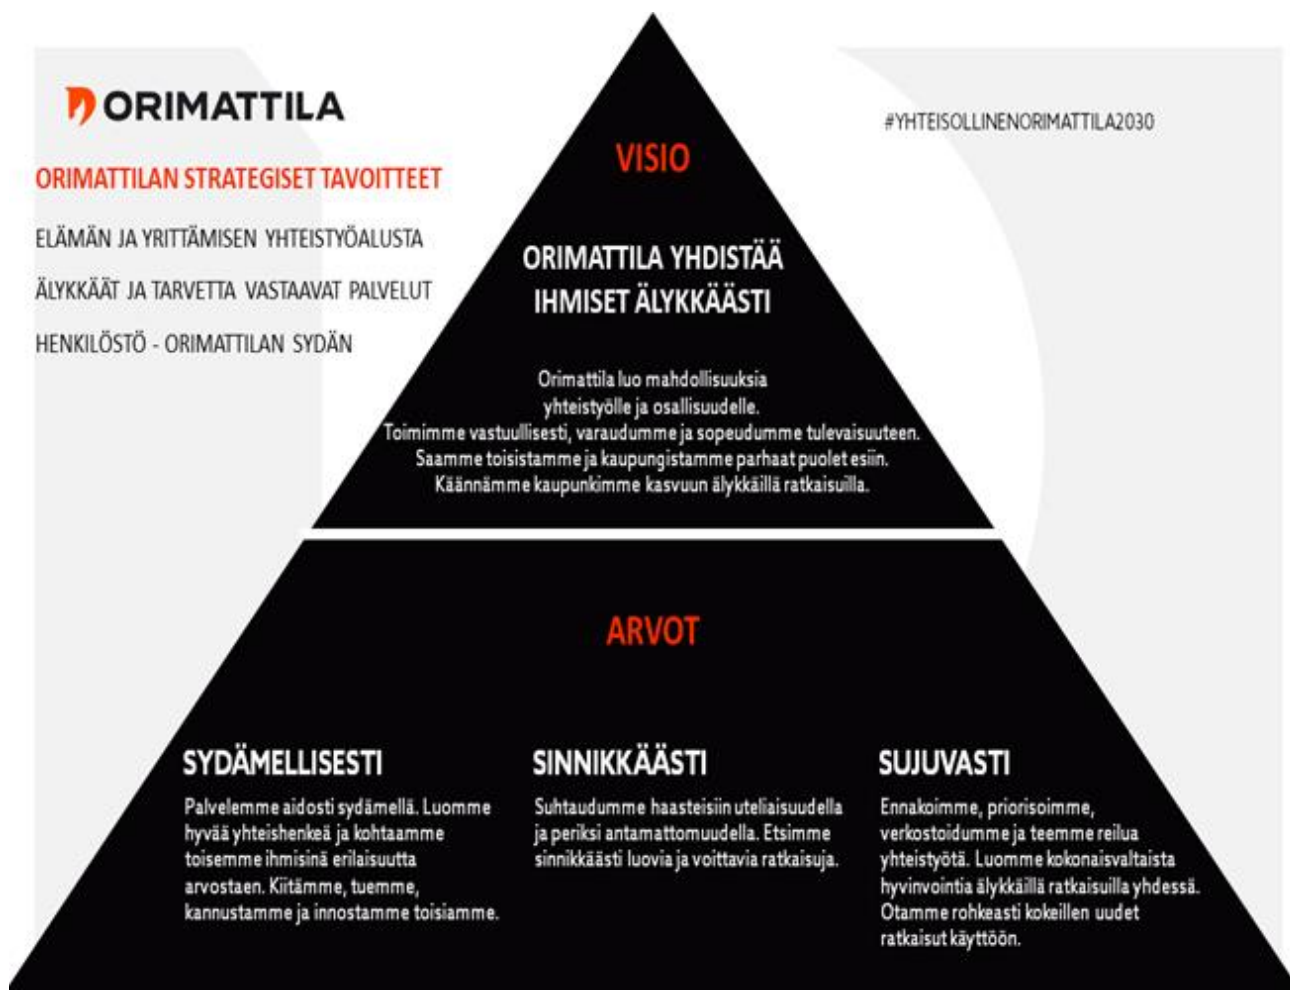 ORIMATTILA
#YHTEISOLLINENORIMATTILA2030
ORIMATTILAN STRATEGISET TAVOITTEET
ELÄMÄN JA YRITTÄMISEN YHTEISTYÖALUSTA
ÄLYKKÄÄT JA TARVETTA VASTAAVAT PALVELUT
HENKILÖSTÖ - ORIMATTILAN SYDÄN
VISIO
ORIMATTILA YHDISTÄÄ
IHMISET ÄLYKKÄÄSTI
Orimattila luo mahdollisuuksia
yhteistyölle ja osallisuudelle.
Toimimme vastuullisesti, varaudumme ja sopeudumme tulevaisuuteen.
Saamme toisistamme ja kaupungistamme parhaat puolet esiin.
Käännämme kaupunkimme kasvuun älykkäillä ratkaisuilla.
ARVOT
SYDÄMELLISESTI
Palvelemme aidosti sydämellä. Luomme
hyvää yhteishenkeä ja kohtaamme
toisemme ihmisinä erilaisuutta
arvostaen. Kiitämme, tuemme,
kannustamme ja innostamme toisiamme.
SINNIKKÄÄSTI
Suhtaudumme haasteisiin uteliaisuudella
ja periksi antamattomuudella. Etsimme
sinnikkäästi luovia ja voittavia ratkaisuja.
SUJUVASTI
Ennakoimme, priorisoimme,
verkostoidumme ja teemme reilua
yhteistyötä. Luomme kokonaisvaltaista
hyvinvointia älykkäillä ratkaisuilla yhdessä.
Otamme rohkeasti kokeillen uudet
ratkaisut käyttöön.